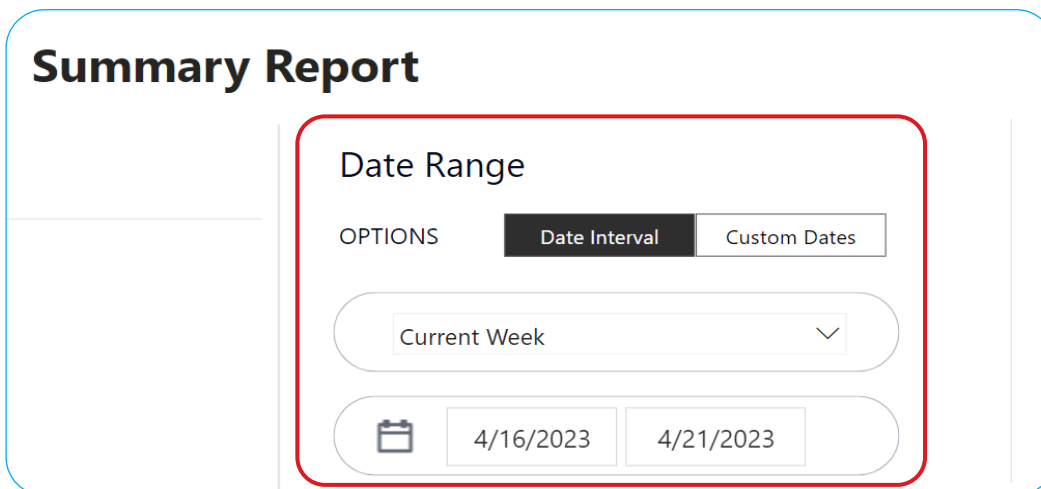 Summary Report
Date Range
OPTIONS Date Interval Custom Dates
Current Week
4/16/2023 4/21/2023